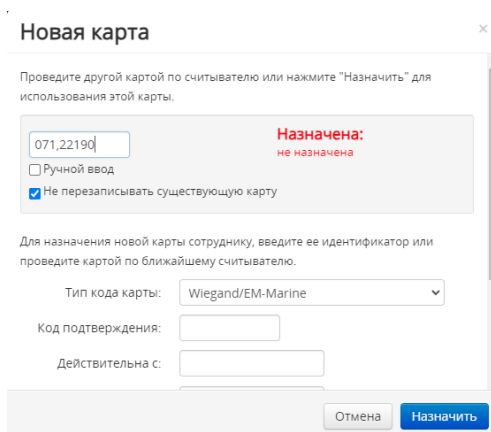 Новая карта
×
Проведите другой картой по считывателю или нажмите "Назначить" для
использования этой карты.
071,22190
Назначена:
не назначена
Ручной ввод
Не перезаписывать существующую карту
Для назначения новой карты сотруднику, введите ее идентификатор или
проведите картой по ближайшему считывателю.
Тип кода карты: Wiegand/EM-Marine
Код подтверждения:
Действительна с:
Отмена Назначить